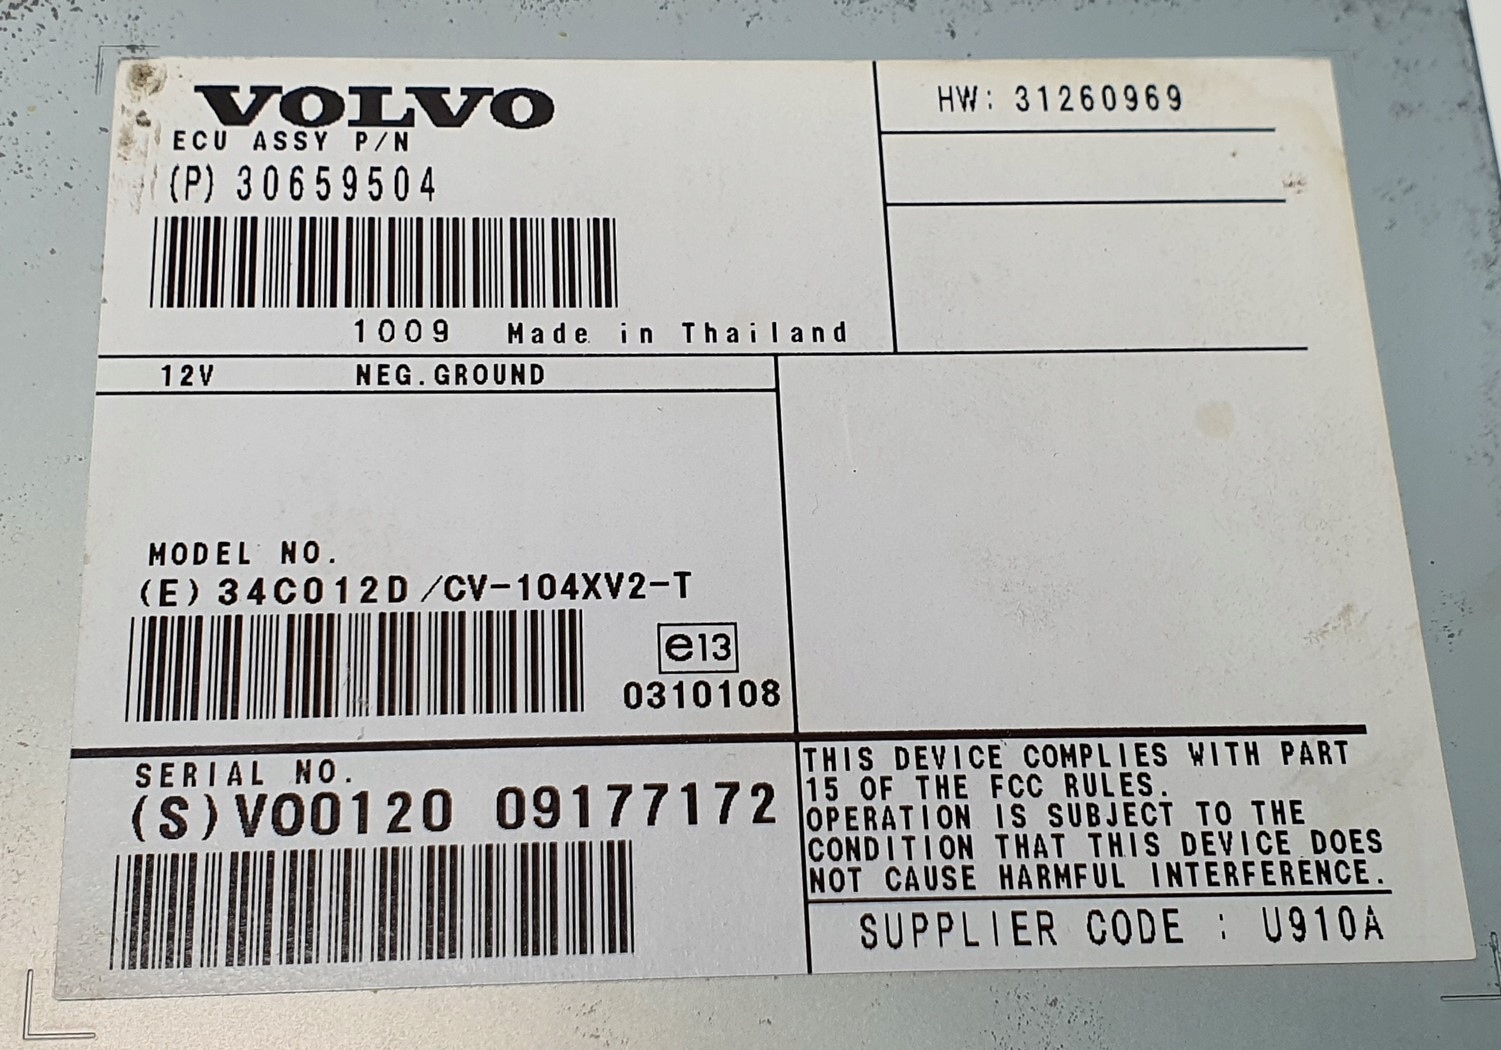 VOLVO
ECU ASSY P/N
(P) 30659504
1009 Made in Thailand
HW: 31260969
12V NEG.GROUND
MODEL NO.
(E) 34C012D /CV-104XV2-T
e13
0310108
SERIAL NO.
(S) VO0120 09177172
THIS DEVICE COMPLIES WITH PART
15 OF THE FCC RULES.
OPERATION IS SUBJECT TO THE
CONDITION THAT THIS DEVICE DOES
NOT CAUSE HARMFUL INTERFERENCE.
SUPPLIER CODE : U910A